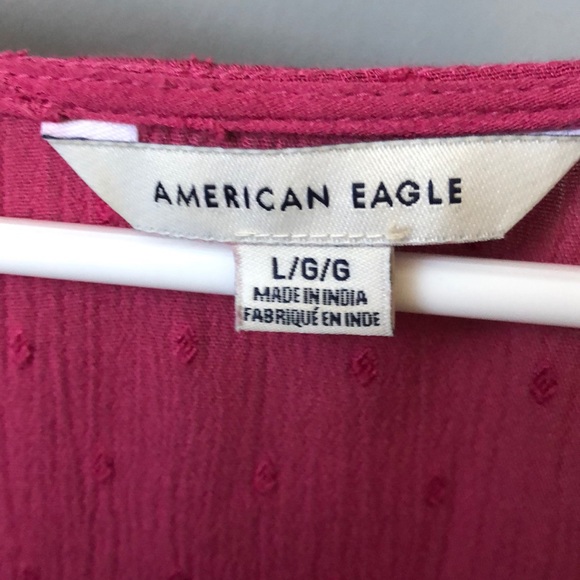 AMERICAN EAGLE
L/G/G
MADE IN INDIA
FABRIQUÉ EN INDE